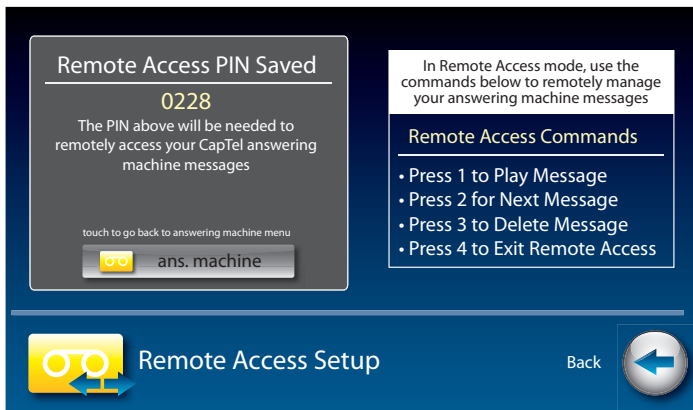 Remote Access PIN Saved
0228
The PIN above will be needed to
remotely access your CapTel answering
machine messages
touch to go back to answering machine menu
ans. machine
In Remote Access mode, use the
commands below to remotely manage
your answering machine messages
Remote Access Commands
• Press 1 to Play Message
• Press 2 for Next Message
• Press 3 to Delete Message
• Press 4 to Exit Remote Access
Remote Access Setup
Back